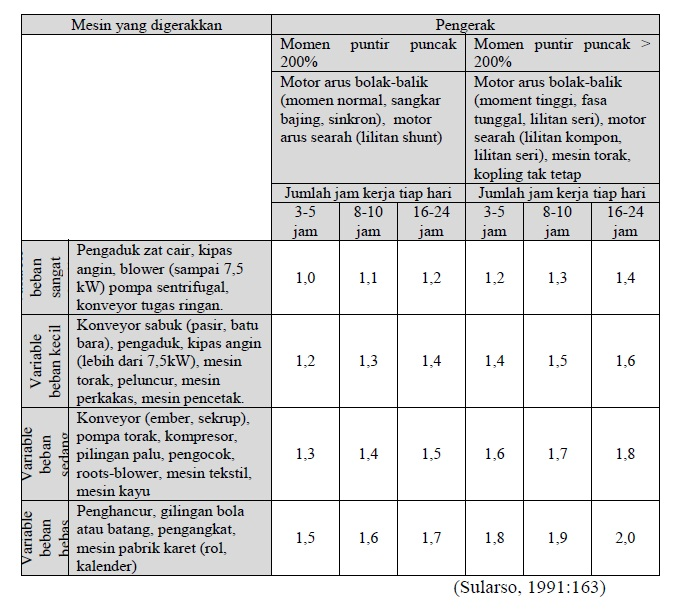 Mesin yang digerakkan
Pengerak
Momen puntir puncak
200%
Momen puntir puncak >
200%
Motor arus bolak-balik
(momen normal, sangkar
bajing, sinkron), motor
arus searah (lilitan shunt)
Motor arus bolak-balik
(moment tinggi, fasa
tunggal, lilitan seri), motor
searah (lilitan kompon,
lilitan seri), mesin torak,
kopling tak tetap
Jumlah jam kerja tiap hari
Jumlah jam kerja tiap hari
3-5
jam
8-10
jam
16-24
jam
3-5
jam
8-10
jam
16-24
jam
beban
sangat
Pengaduk zat cair, kipas
angin, blower (sampai 7,5
kW) pompa sentrifugal,
konveyor tugas ringan.
1,0
1,1
1,2
1,2
1,3
1,4
Variable
beban kecil
Konveyor sabuk (pasir, batu
bara), pengaduk, kipas angin
(lebih dari 7,5kW), mesin
torak, peluncur, mesin
perkakas, mesin pencetak.
1,2
1,3
1,4
1,4
1,5
1,6
Variable
beban
sedang
Konveyor (ember, sekrup),
pompa torak, kompresor,
pilingan palu, pengocok,
roots-blower, mesin tekstil,
mesin kayu
1,3
1,4
1,5
1,6
1,7
1,8
Variable
beban
bebas
Penghancur, gilingan bola
atau batang, pengangkat,
mesin pabrik karet (rol,
kalender)
1,5
1,6
1,7
1,8
1,9
2,0
(Sularso, 1991:163)